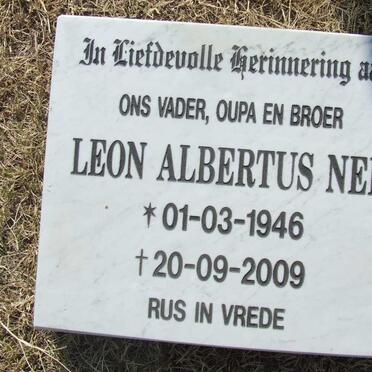 In Liefdevolle Herinnering aa
ONS VADER, OUPA EN BROER
LEON ALBERTUS NEL
* 01-03-1946
† 20-09-2009
RUS IN VREDE